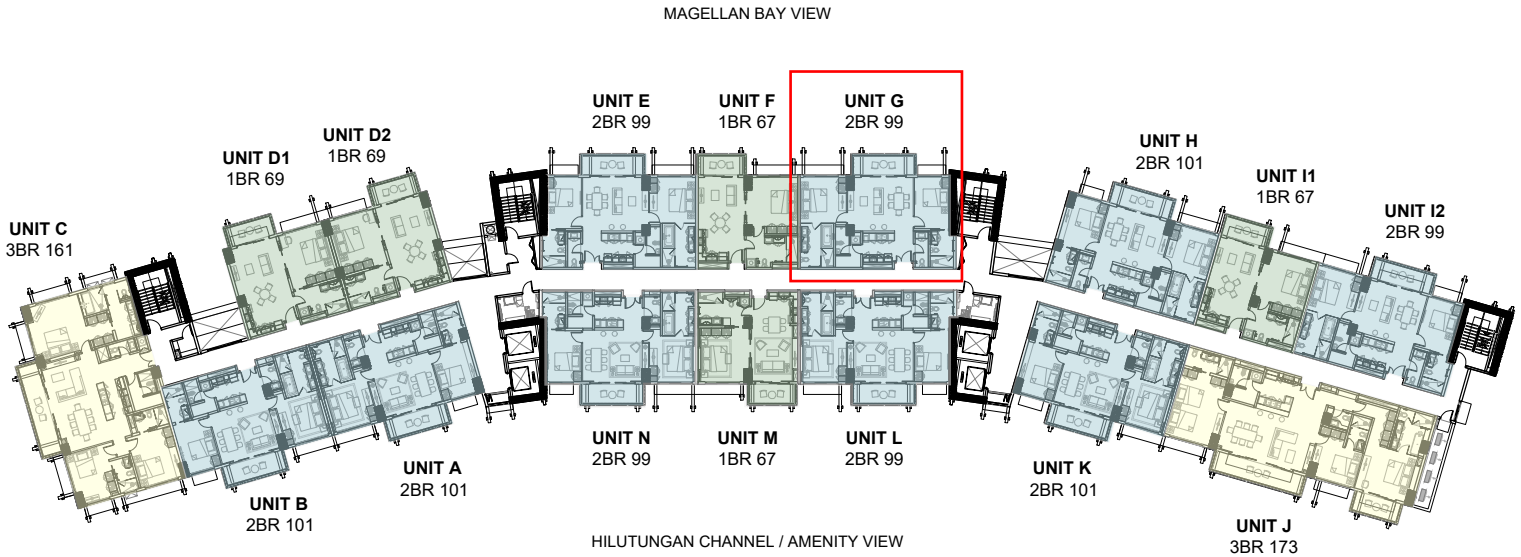 MAGELLAN BAY VIEW
UNIT E
2BR 99
UNIT F
1BR 67
UNIT G
2BR 99
UNIT D2
1BR 69
UNIT H
2BR 101
UNIT D1
1BR 69
UNIT I1
1BR 67
UNIT I2
2BR 99
UNIT C
3BR 161
UNIT N
2BR 99
UNIT M
1BR 67
UNIT L
2BR 99
UNIT A
2BR 101
UNIT K
2BR 101
UNIT B
2BR 101
UNIT J
3BR 173
HILUTUNGAN CHANNEL / AMENITY VIEW